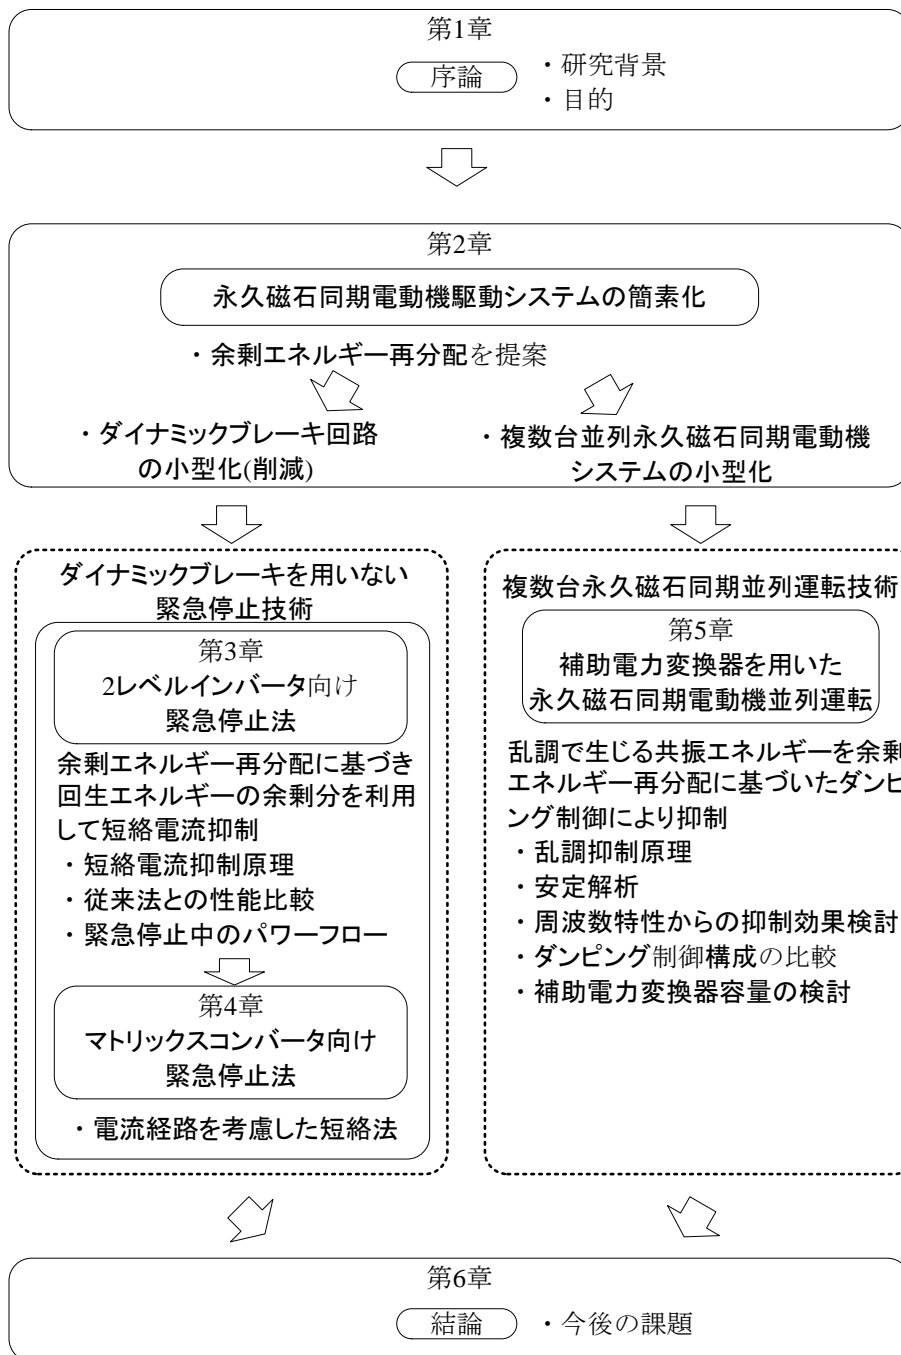 第1章
序論
・研究背景
・目的
第2章
永久磁石同期電動機駆動システムの簡素化
・余剰エネルギー再分配を提案
・ダイナミックブレーキ回路
の小型化(削減)
・複数台並列永久磁石同期電動機
システムの小型化
ダイナミックブレーキを用いない
緊急停止技術
第3章
2レベルインバータ向け
緊急停止法
余剰エネルギー再分配に基づき
回生エネルギーの余剰分を利用
して短絡電流抑制
・短絡電流抑制原理
・従来法との性能比較
・緊急停止中のパワーフロー
第4章
マトリックスコンバータ向け
緊急停止法
・電流経路を考慮した短絡法
複数台永久磁石同期並列運転技術
第5章
補助電力変換器を用いた
永久磁石同期電動機並列運転
乱調で生じる共振エネルギーを余剰
エネルギー再分配に基づいたダンピ
ング制御により抑制
・乱調抑制原理
・安定解析
・周波数特性からの抑制効果検討
・ダンピング制御構成の比較
・補助電力変換器容量の検討
第6章
結論
・今後の課題